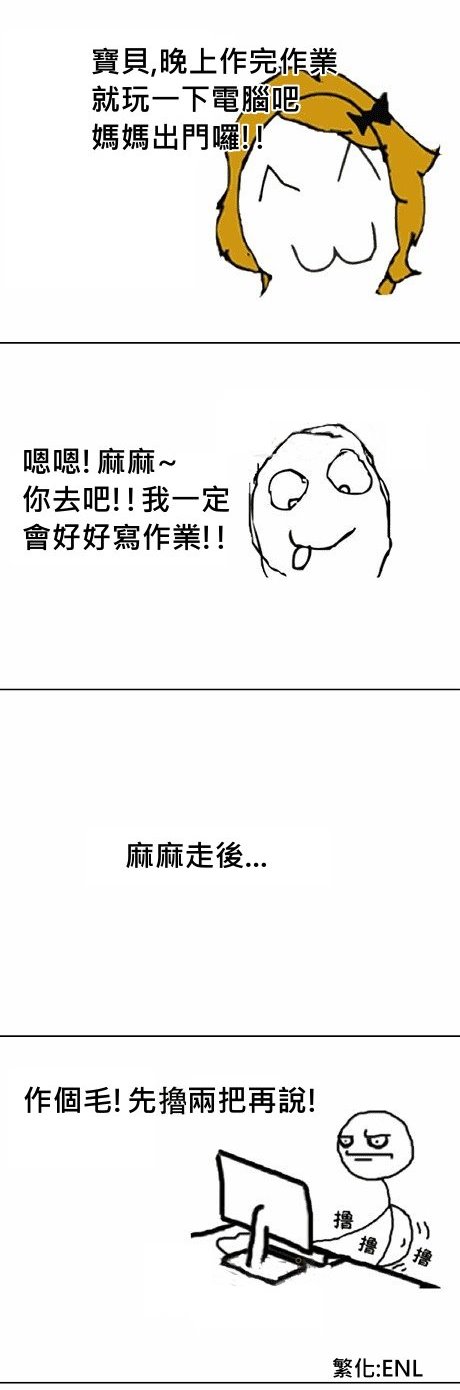 寶貝,晚上作完作業
就玩一下電腦吧
媽媽出門囉!!
嗯嗯!麻麻~
你去吧!!我一定
會好好寫作業!!
麻麻走後...
作個毛!先擼兩把再說!
擼
擼
擼
繁化:ENL